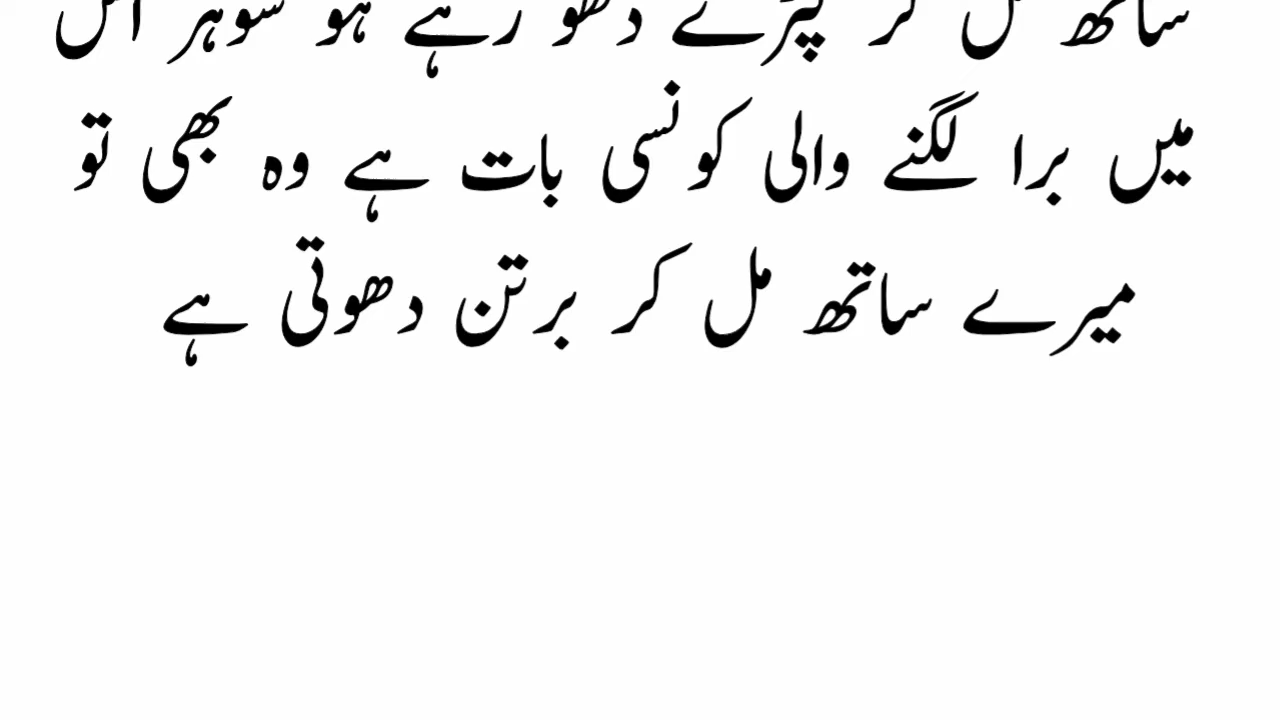 ساتھ مل کر کپڑے دھو رہے ہو شوہر اس
میں برا لگنے والی کونسی بات ہے وہ بھی تو
میرے ساتھ مل کر برتن دھوتی ہے